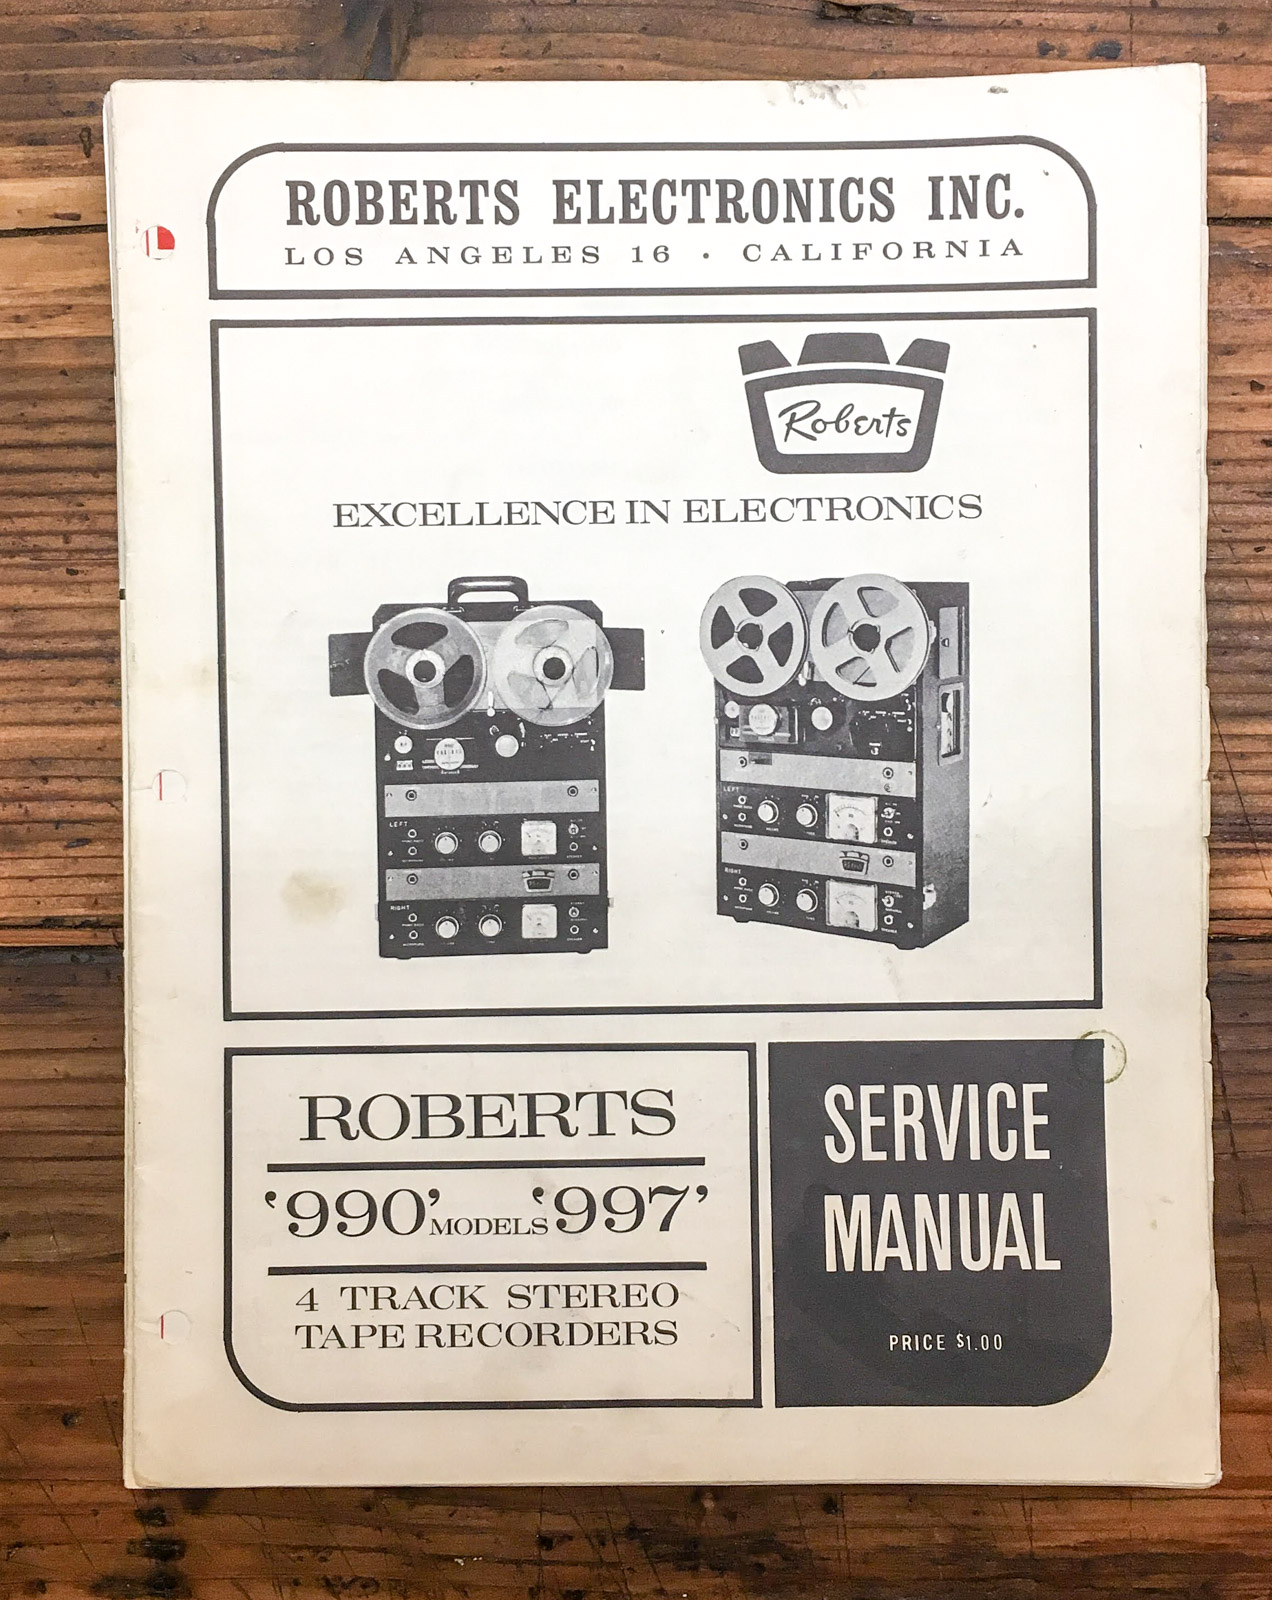 ROBERTS ELECTRONICS INC.
LOS ANGELES 16 · CALIFORNIA
Roberts
EXCELLENCE IN ELECTRONICS
LEFT
RIGHT
LEFT
RIGHT
ROBERTS
‘990’ MODELS ‘997’
4 TRACK STEREO
TAPE RECORDERS
SERVICE
MANUAL
PRICE $1.00